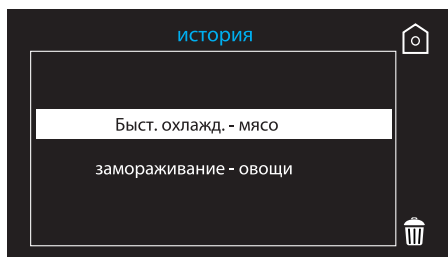 история
Быст. охлажд. - мясо
замораживание - овощи